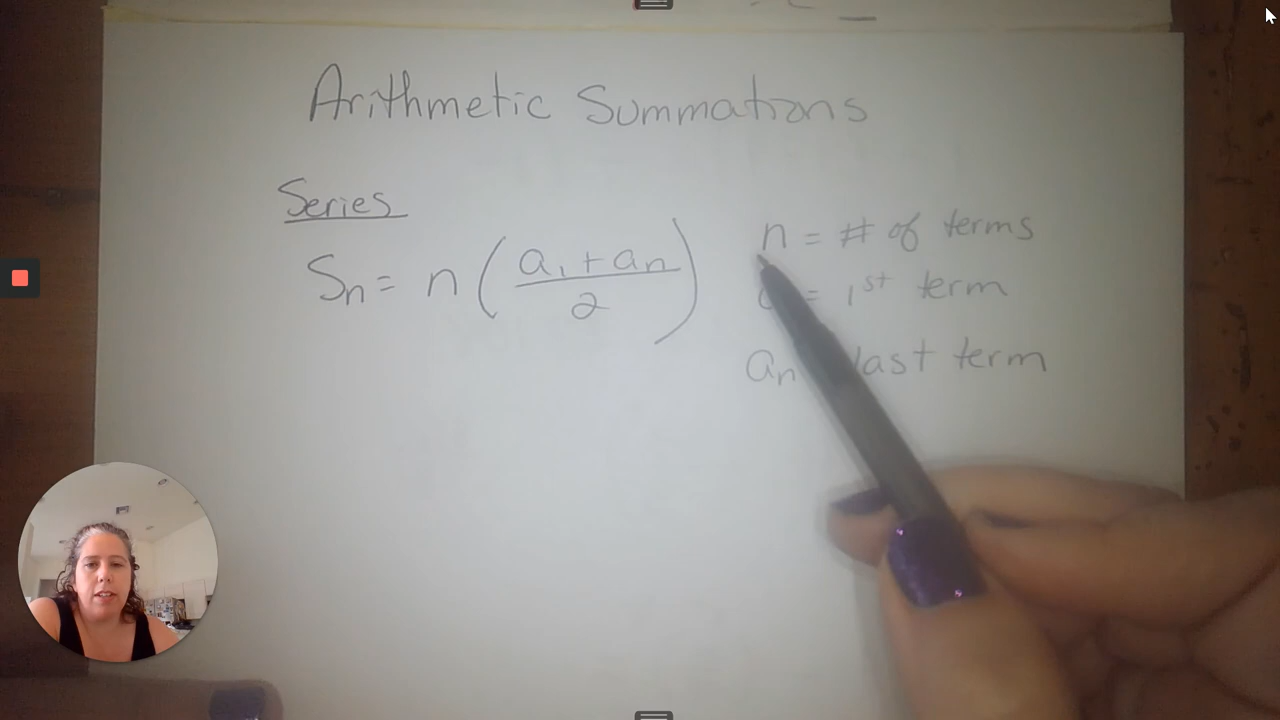 Arithmetic Summations
Series
Sₙ = n ( (a₁ + aₙ) / 2 )
n = # of terms
= 1st term
aₙ last term